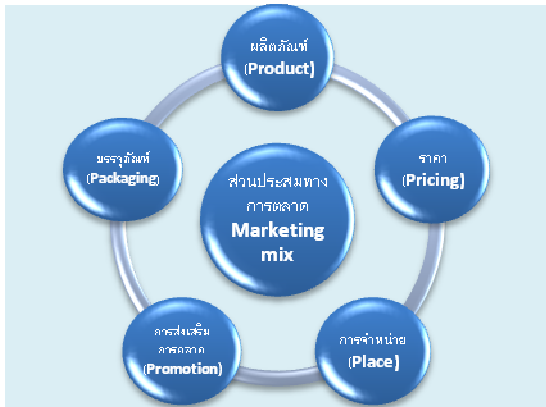 ผลิตภัณฑ์
(Product)
บรรจุภัณฑ์
(Packaging)
ราคา
(Pricing)
ส่วนประสมทาง
การตลาด
Marketing
mix
การส่งเสริม
การตลาด
(Promotion)
การจำหน่าย
(Place)